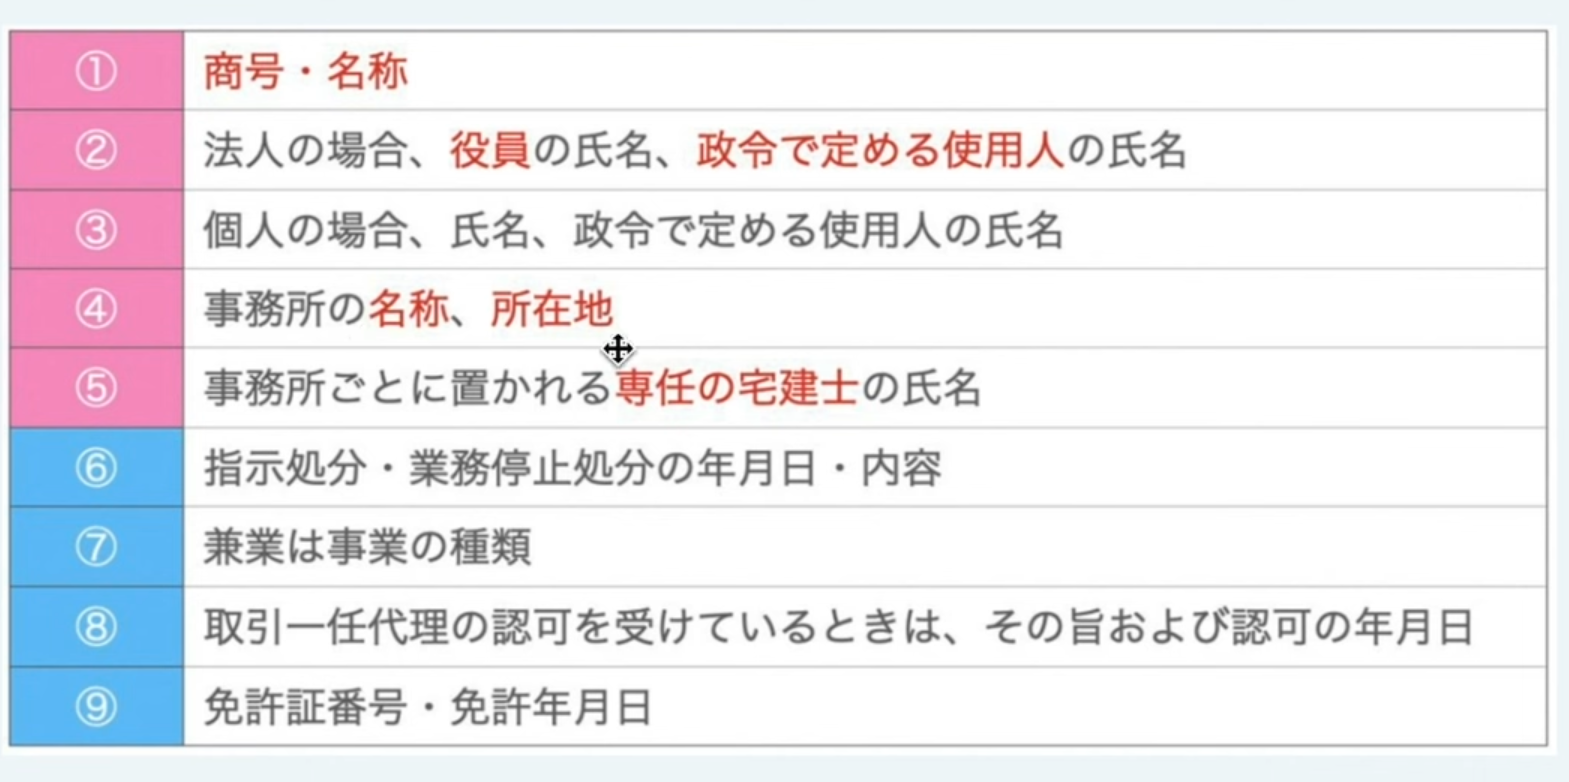 ① 商号・名称
② 法人の場合、役員の氏名、政令で定める使用人の氏名
③ 個人の場合、氏名、政令で定める使用人の氏名
④ 事務所の名称、所在地
⑤ 事務所ごとに置かれる専任の宅建士の氏名
⑥ 指示処分・業務停止処分の年月日・内容
⑦ 兼業は事業の種類
⑧ 取引一任代理の認可を受けているときは、その旨および認可の年月日
⑨ 免許証番号・免許年月日